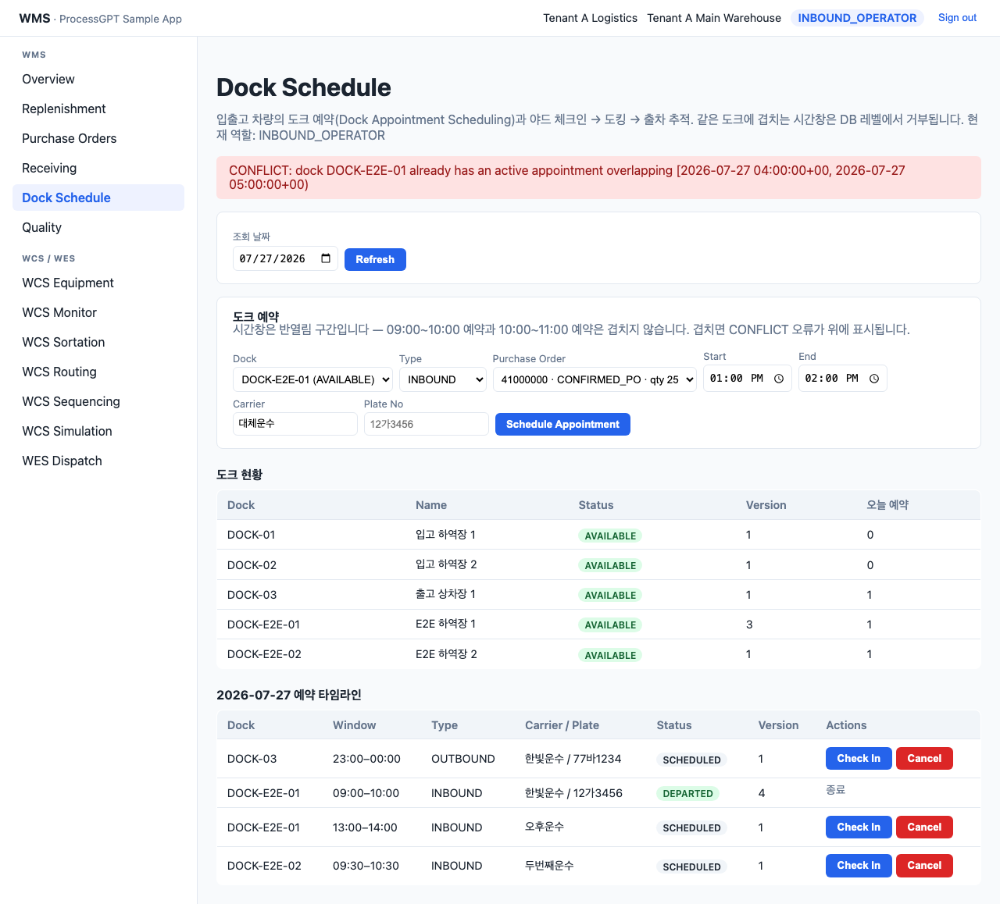 WMS · ProcessGPT Sample App
Tenant A Logistics Tenant A Main Warehouse INBOUND_OPERATOR Sign out
WMS
Overview
Replenishment
Purchase Orders
Receiving
Dock Schedule
Quality
WCS / WES
WCS Equipment
WCS Monitor
WCS Sortation
WCS Routing
WCS Sequencing
WCS Simulation
WES Dispatch
Dock Schedule
입출고 차량의 도크 예약(Dock Appointment Scheduling)과 야드 체크인 → 도킹 → 출차 추적. 같은 도크에 겹치는 시간창은 DB 레벨에서 거부됩니다. 현
재 역할: INBOUND_OPERATOR
CONFLICT: dock DOCK-E2E-01 already has an active appointment overlapping [2026-07-27 04:00:00+00, 2026-07-27
05:00:00+00)
조회 날짜
07/27/2026 Refresh
도크 예약
시간창은 반열림 구간입니다 — 09:00~10:00 예약과 10:00~11:00 예약은 겹치지 않습니다. 겹치면 CONFLICT 오류가 위에 표시됩니다.
Dock Type Purchase Order Start End
DOCK-E2E-01 (AVAILABLE) INBOUND 41000000 · CONFIRMED_PO · qty 25 01:00 PM 02:00 PM
Carrier Plate No
대체운수 12가3456 Schedule Appointment
도크 현황
Dock Name Status Version 오늘 예약
DOCK-01 입고 하역장 1 AVAILABLE 1 0
DOCK-02 입고 하역장 2 AVAILABLE 1 0
DOCK-03 출고 상차장 1 AVAILABLE 1 1
DOCK-E2E-01 E2E 하역장 1 AVAILABLE 3 1
DOCK-E2E-02 E2E 하역장 2 AVAILABLE 1 1
2026-07-27 예약 타임라인
Dock Window Type Carrier / Plate Status Version Actions
DOCK-03 23:00–00:00 OUTBOUND 한빛운수 / 77바1234 SCHEDULED 1 Check In Cancel
DOCK-E2E-01 09:00–10:00 INBOUND 한빛운수 / 12가3456 DEPARTED 4 종료
DOCK-E2E-01 13:00–14:00 INBOUND 오후운수 SCHEDULED 1 Check In Cancel
DOCK-E2E-02 09:30–10:30 INBOUND 두번째운수 SCHEDULED 1 Check In Cancel